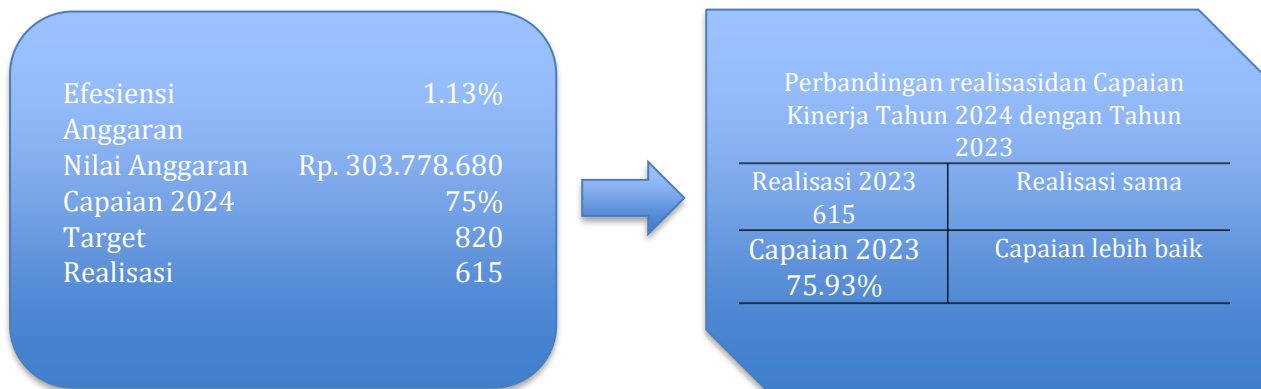 Efesiensi 1.13%
Anggaran
Nilai Anggaran Rp. 303.778.680
Capaian 2024 75%
Target 820
Realisasi 615
Perbandingan realisasidan Capaian
Kinerja Tahun 2024 dengan Tahun
2023
Realisasi 2023 Realisasi sama
615
Capaian 2023 Capaian lebih baik
75.93%